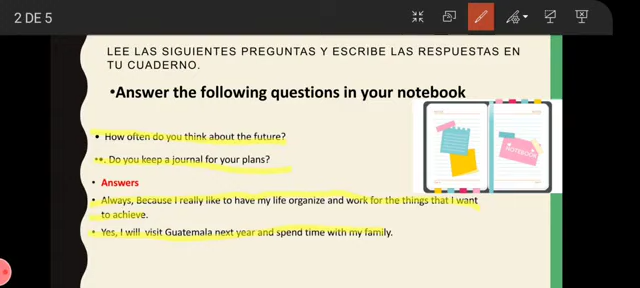 2 DE 5
LEE LAS SIGUIENTES PREGUNTAS Y ESCRIBE LAS RESPUESTAS EN
TU CUADERNO.
•Answer the following questions in your notebook
• How often do you think about the future?
•. Do you keep a journal for your plans?
• Answers
• Always, Because I really like to have my life organize and work for the things that I want
to achieve.
• Yes, I will visit Guatemala next year and spend time with my family.
NOTEBOOK